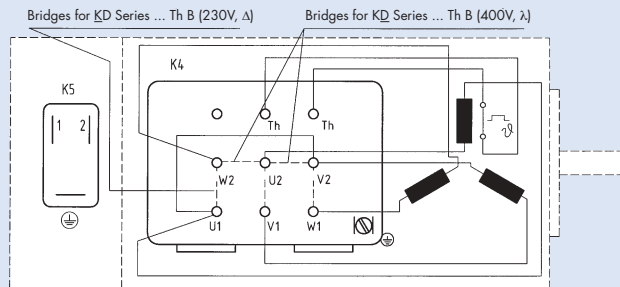 Bridges for KD Series ... Th B (230V, Δ)
Bridges for KD Series ... Th B (400V, λ)
K4
K5
1 2
Th Th
ϑ
W2 U2 V2
U1 V1 W1